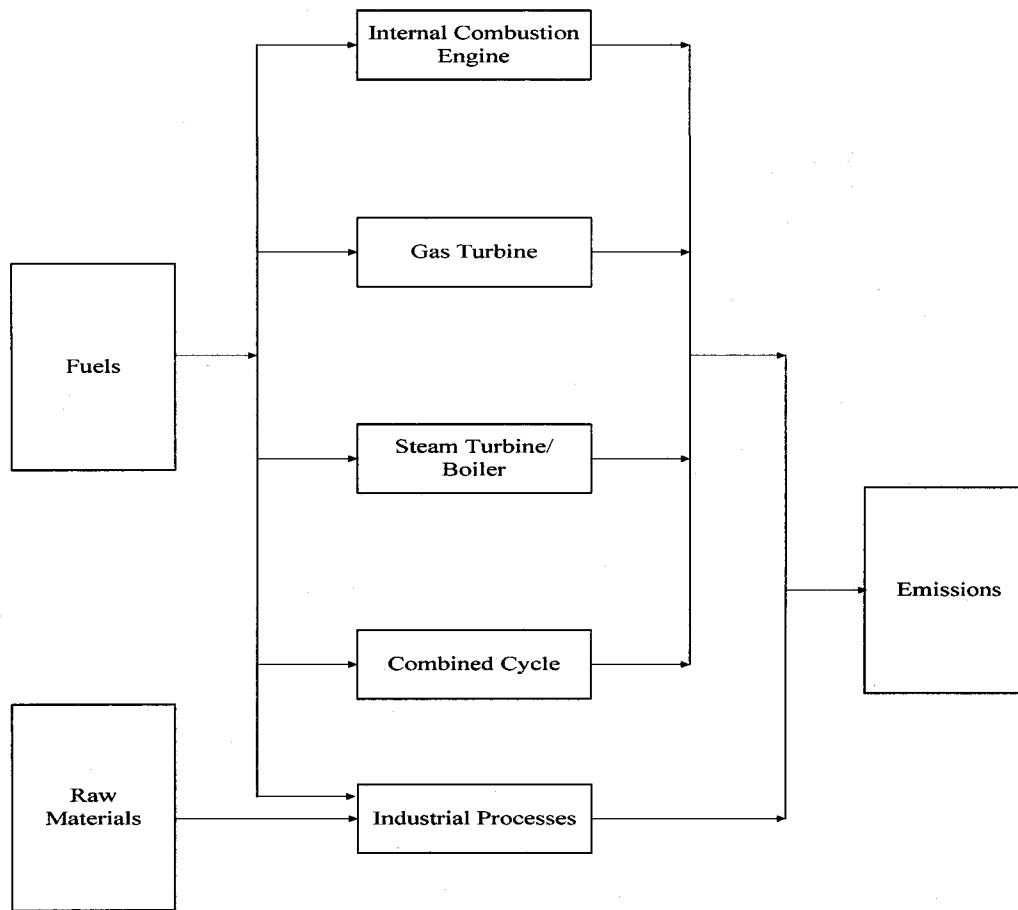 Internal Combustion
Engine
Gas Turbine
Fuels
Steam Turbine/
Boiler
Emissions
Combined Cycle
Raw
Materials
Industrial Processes